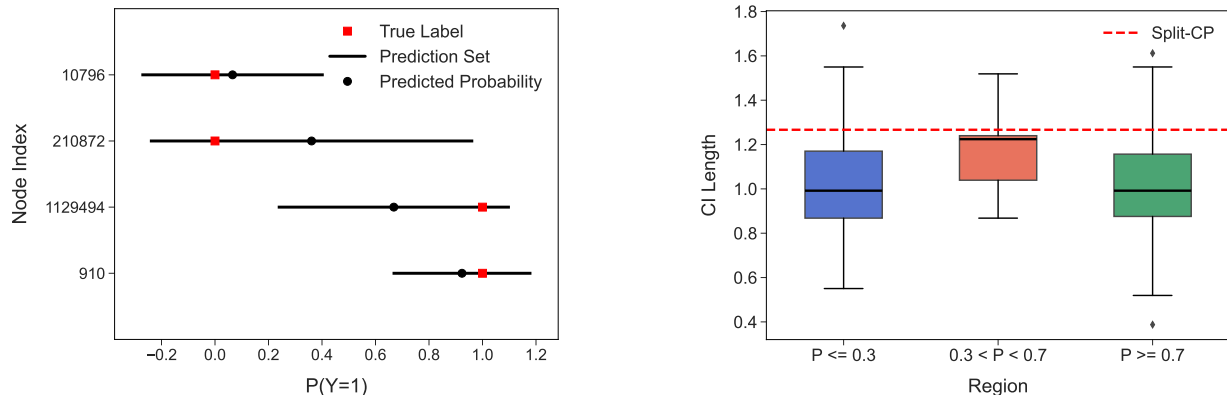 True Label
Prediction Set
Predicted Probability
10796
210872
1129494
910
Node Index
−0.2 0.0 0.2 0.4 0.6 0.8 1.0 1.2
P(Y=1)
Split-CP
1.8
1.6
1.4
1.2
1.0
0.8
0.6
0.4
CI Length
P <= 0.3 0.3 < P < 0.7 P >= 0.7
Region